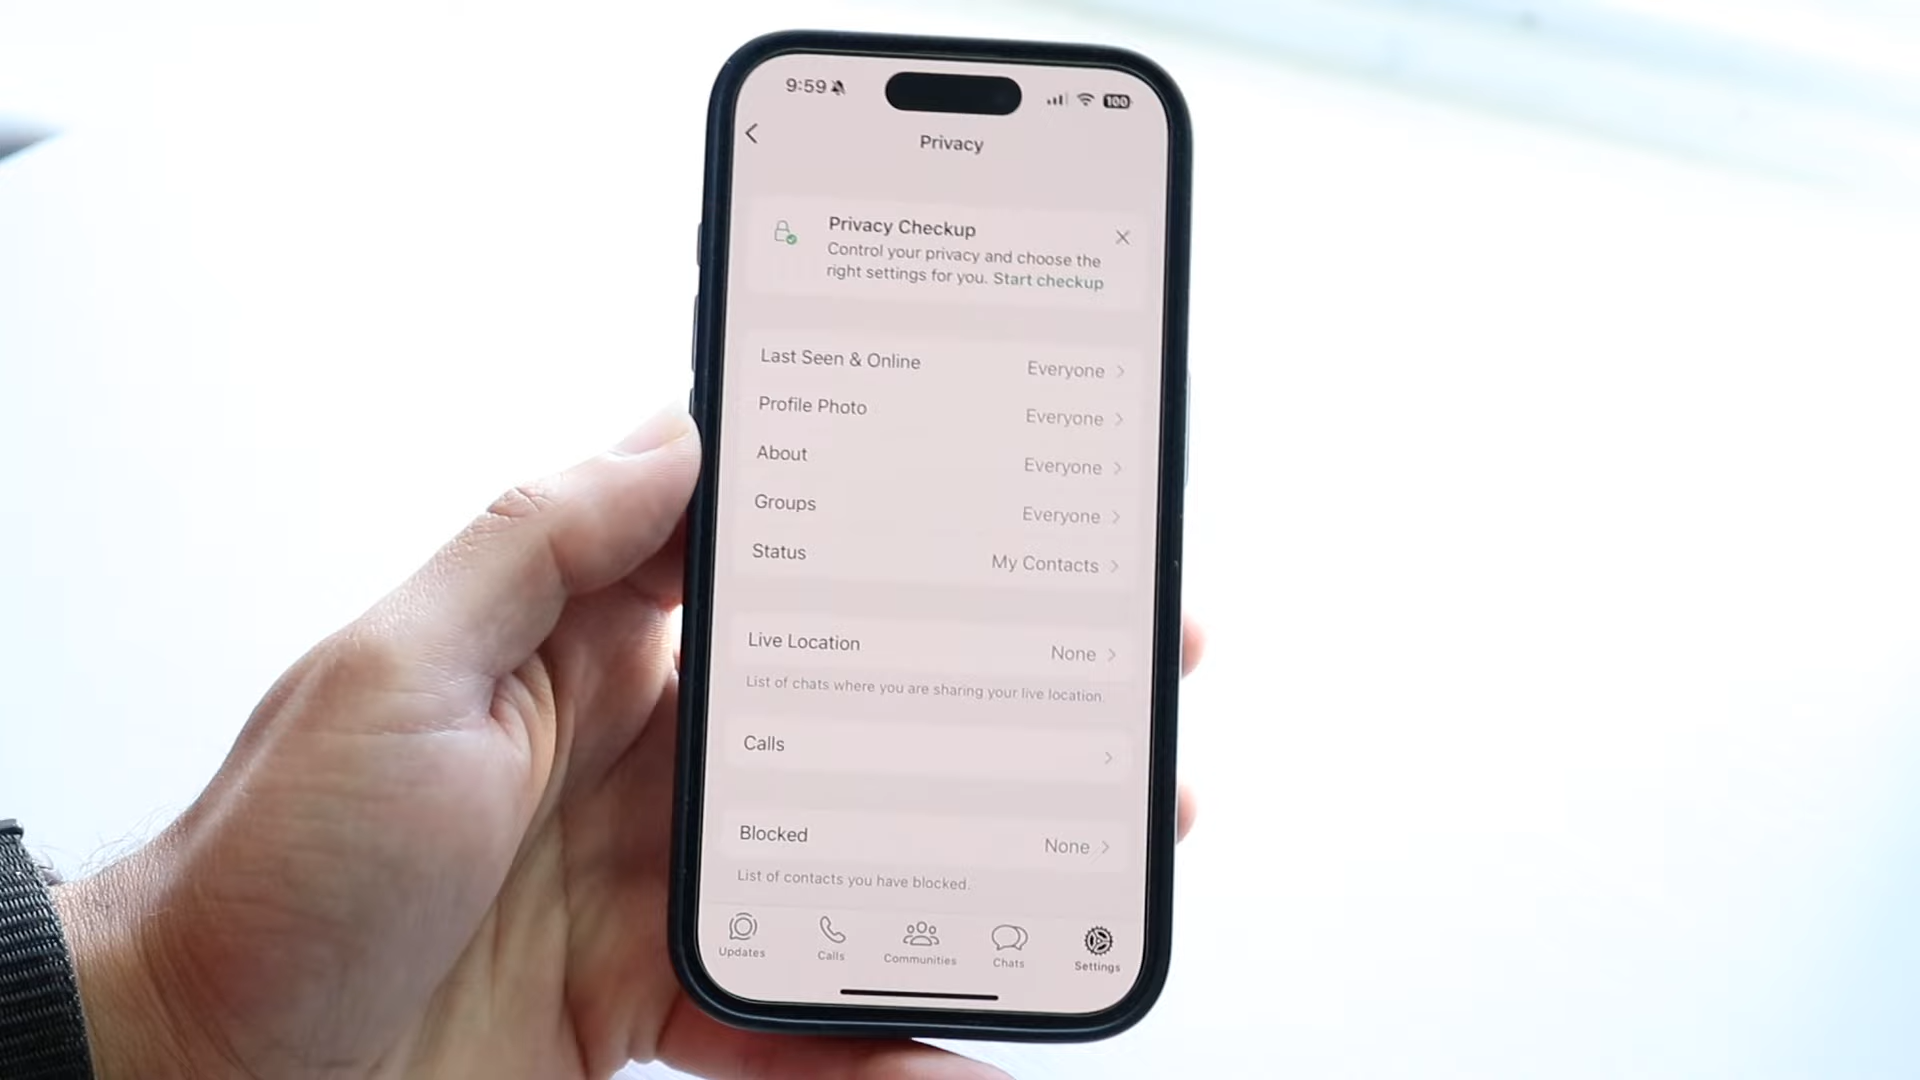 9:59
100
Privacy
Privacy Checkup
Control your privacy and choose the
right settings for you. Start checkup
Last Seen & Online Everyone
Profile Photo Everyone
About Everyone
Groups Everyone
Status My Contacts
Live Location None
List of chats where you are sharing your live location.
Calls
Blocked None
List of contacts you have blocked.
Updates Calls Communities Chats Settings